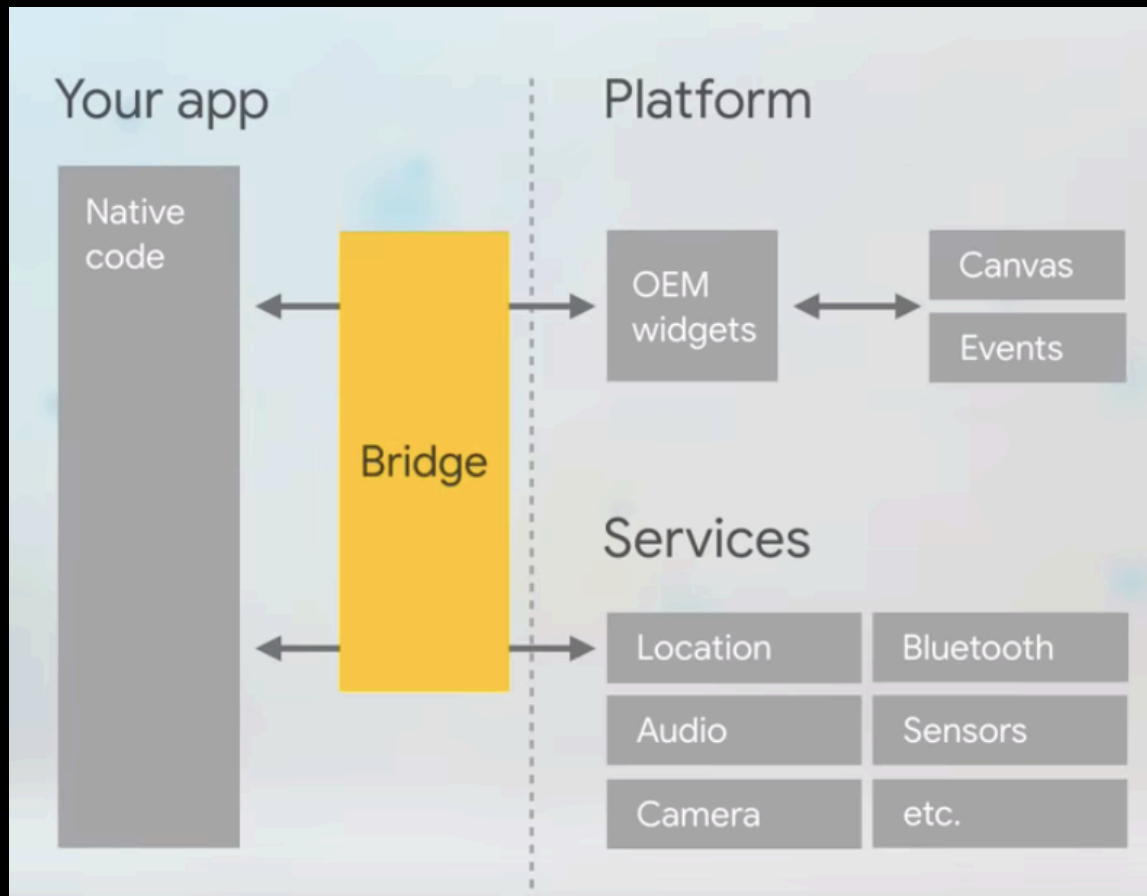 Your app
Platform
Native
code
Bridge
OEM
widgets
Canvas
Events
Services
Location
Bluetooth
Audio
Sensors
Camera
etc.